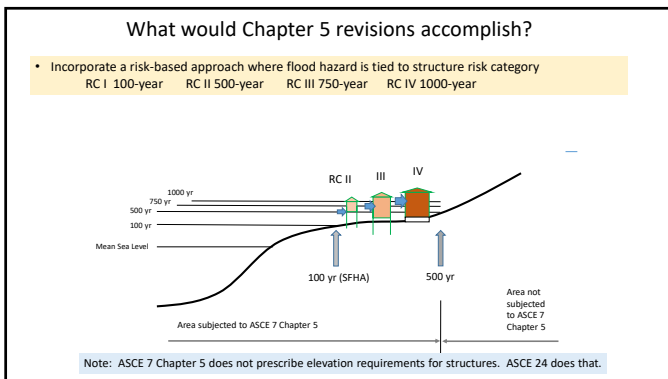 What would Chapter 5 revisions accomplish?
• Incorporate a risk-based approach where flood hazard is tied to structure risk category
RC I 100-year RC II 500-year RC III 750-year RC IV 1000-year
RC II III IV
1000 yr
750 yr
500 yr
100 yr
Mean Sea Level
100 yr (SFHA) 500 yr
Area subjected to ASCE 7 Chapter 5
Area not
subjected
to ASCE 7
Chapter 5
Note: ASCE 7 Chapter 5 does not prescribe elevation requirements for structures. ASCE 24 does that.